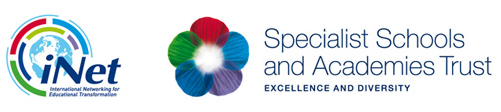 iNet
International Networking for
Educational Transformation
Specialist Schools
and Academies Trust
EXCELLENCE AND DIVERSITY